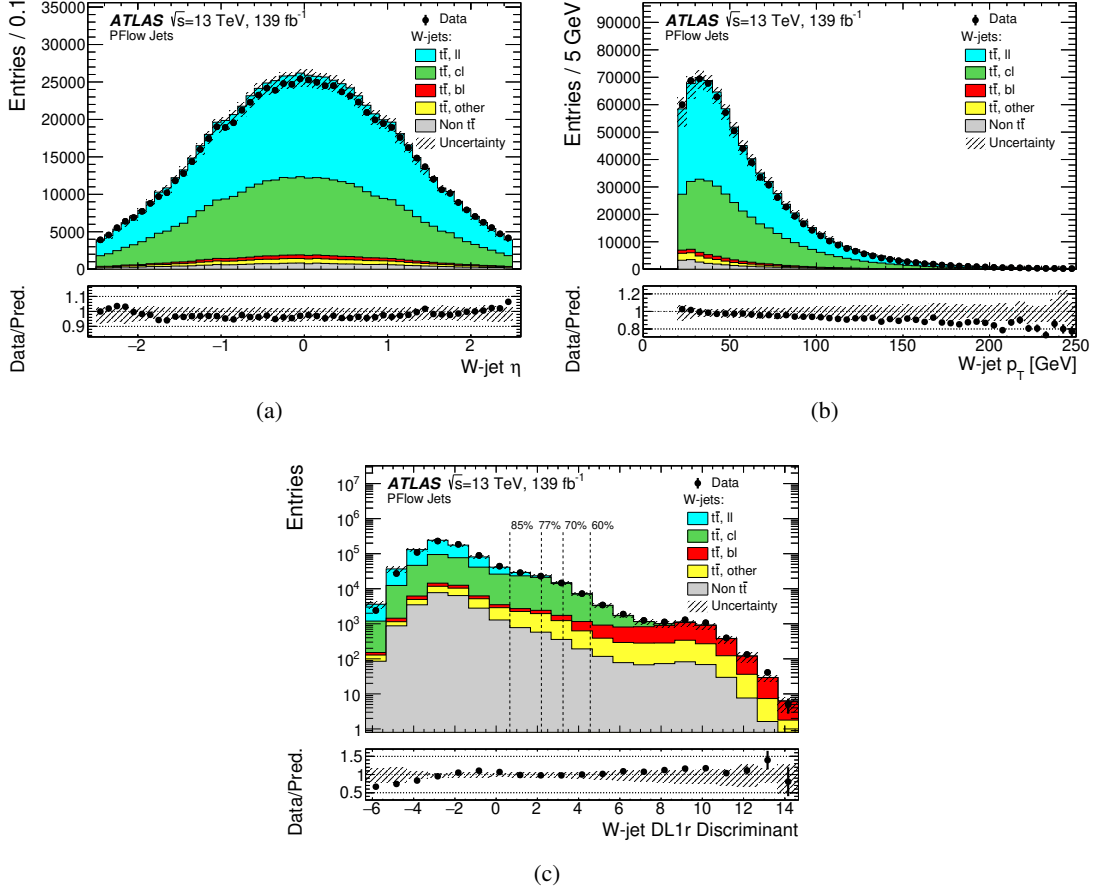 ATLAS √s=13 TeV, 139 fb⁻¹
PFlow Jets
Data
W-jets:
tt̄, ll
tt̄, cl
tt̄, bl
tt̄, other
Non tt̄
Uncertainty
Entries / 0.1
35000
30000
25000
20000
15000
10000
5000
0
Data/Pred.
1.1
1
0.9
−2 −1 0 1 2
W-jet η
(a)
ATLAS √s=13 TeV, 139 fb⁻¹
PFlow Jets
Data
W-jets:
tt̄, ll
tt̄, cl
tt̄, bl
tt̄, other
Non tt̄
Uncertainty
Entries / 5 GeV
90000
80000
70000
60000
50000
40000
30000
20000
10000
0
Data/Pred.
1.2
1
0.8
0 50 100 150 200 250
W-jet p_T [GeV]
(b)
ATLAS √s=13 TeV, 139 fb⁻¹
PFlow Jets
Data
W-jets:
tt̄, ll
tt̄, cl
tt̄, bl
tt̄, other
Non tt̄
Uncertainty
85% 77% 70% 60%
Entries
10⁷
10⁶
10⁵
10⁴
10³
10²
10
1
Data/Pred.
1.5
1
0.5
−6 −4 −2 0 2 4 6 8 10 12 14
W-jet DL1r Discriminant
(c)